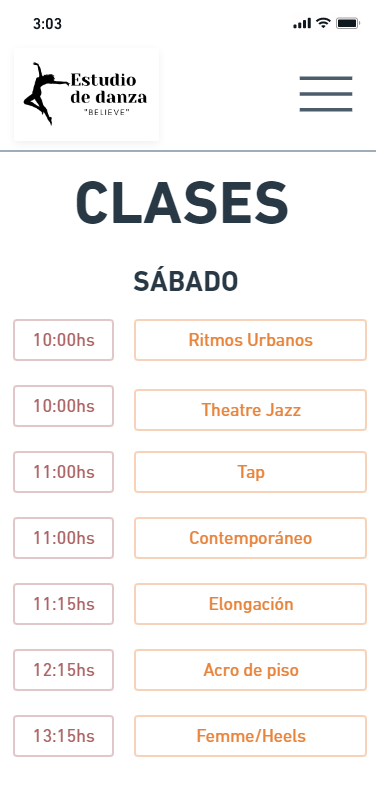 3:03
Estudio
de danza
"BELIEVE"
CLASES
SÁBADO
10:00hs Ritmos Urbanos
10:00hs Theatre Jazz
11:00hs Tap
11:00hs Contemporáneo
11:15hs Elongación
12:15hs Acro de piso
13:15hs Femme/Heels